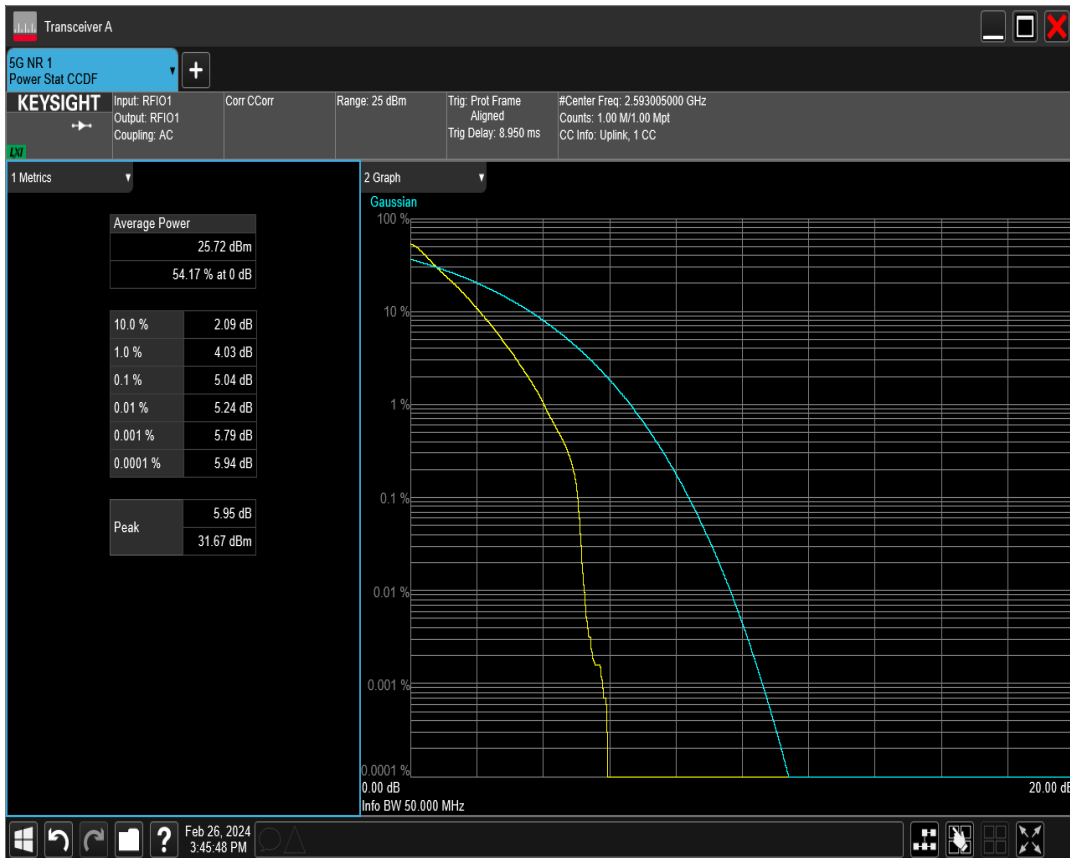 Transceiver A
5G NR 1
Power Stat CCDF
KEYSIGHT
LXI
Input: RFIO1
Output: RFIO1
Coupling: AC
Corr CCorr
Range: 25 dBm
Trig: Prot Frame
Aligned
Trig Delay: 8.950 ms
#Center Freq: 2.593005000 GHz
Counts: 1.00 M/1.00 Mpt
CC Info: Uplink, 1 CC
1 Metrics
Average Power
25.72 dBm
54.17 % at 0 dB
10.0 % 2.09 dB
1.0 % 4.03 dB
0.1 % 5.04 dB
0.01 % 5.24 dB
0.001 % 5.79 dB
0.0001 % 5.94 dB
Peak
5.95 dB
31.67 dBm
2 Graph
Gaussian
100 %
10 %
1 %
0.1 %
0.01 %
0.001 %
0.0001 %
0.00 dB 20.00 dB
Info BW 50.000 MHz
Feb 26, 2024
3:45:48 PM